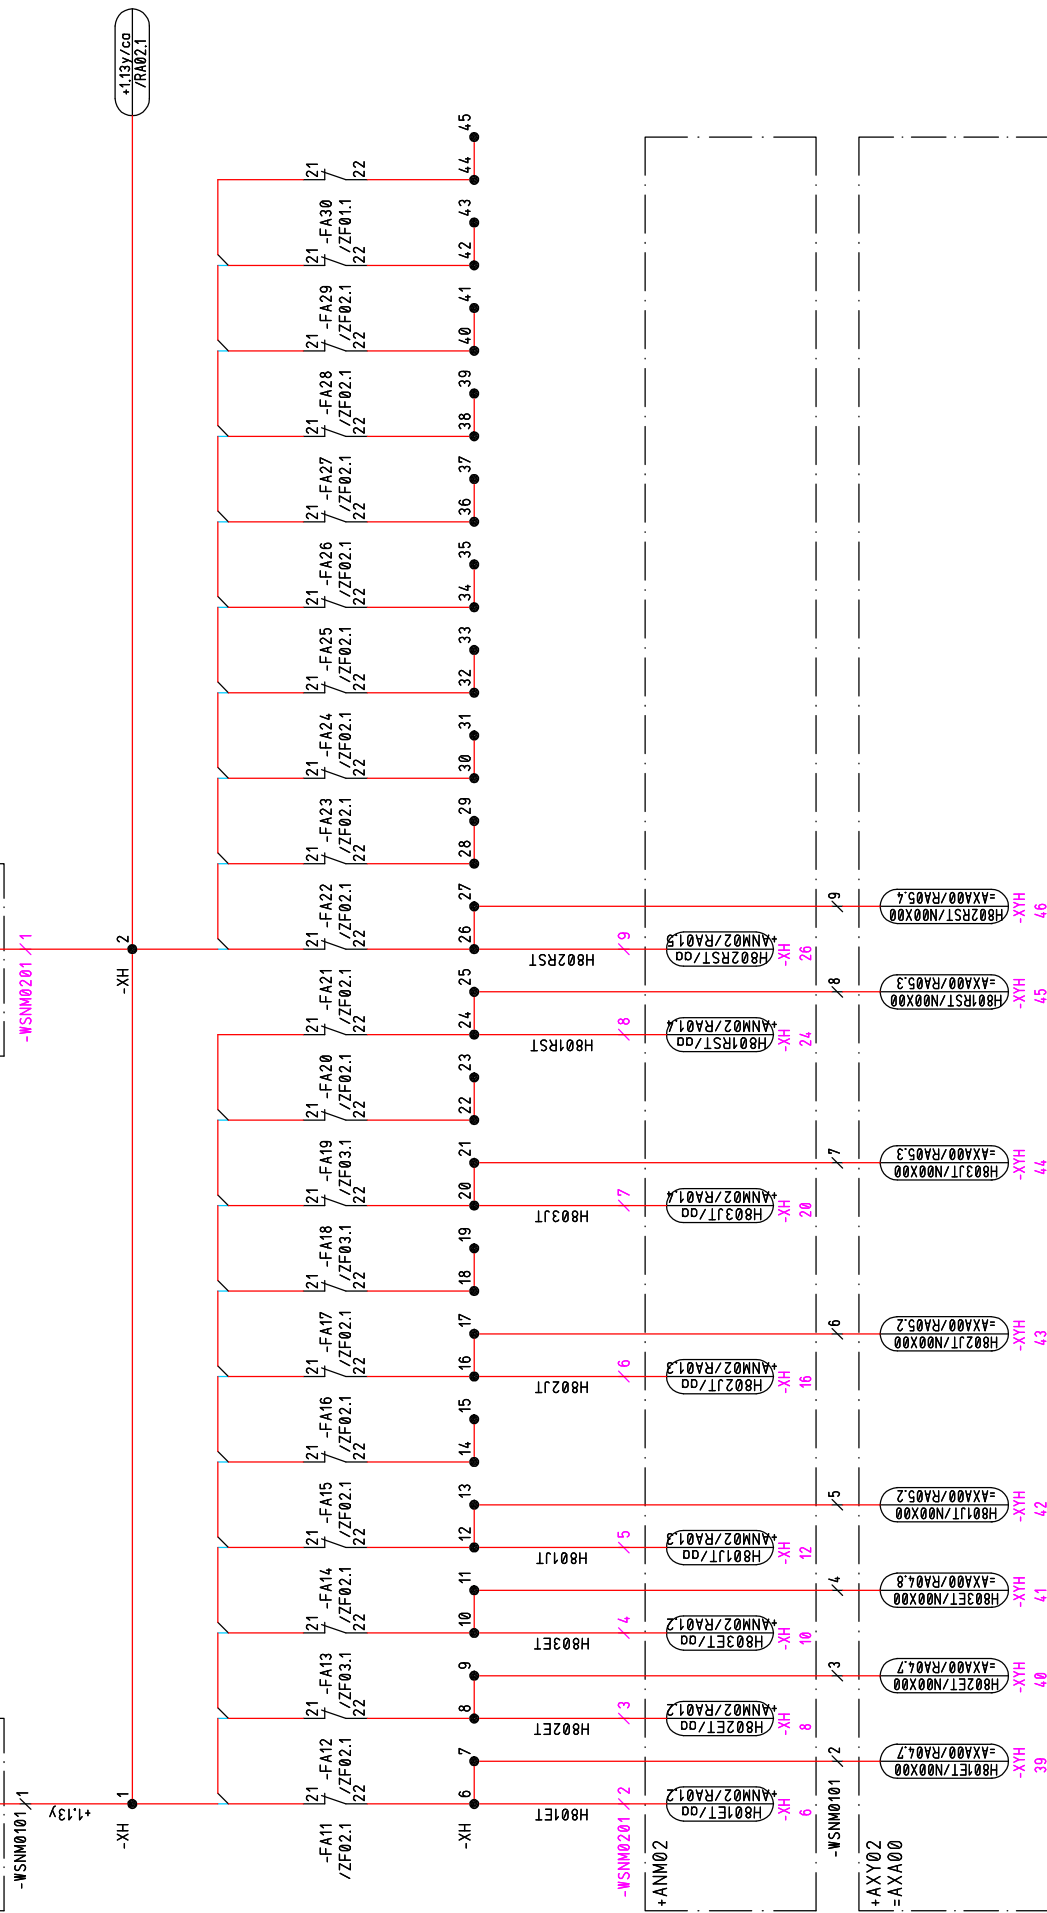 +1.13y/ca
/RA02.1
-WSNM0101 1
+1.13y
-XH 1
-WSNM0201 1
-XH 2
-FA11
/ZF02.1
21 22
-FA12
/ZF02.1
21 22
-FA13
/ZF03.1
21 22
-FA14
/ZF02.1
21 22
-FA15
/ZF02.1
21 22
-FA16
/ZF02.1
21 22
-FA17
/ZF02.1
21 22
-FA18
/ZF03.1
21 22
-FA19
/ZF03.1
21 22
-FA20
/ZF02.1
21 22
-FA21
/ZF02.1
21 22
-FA22
/ZF02.1
21 22
-FA23
/ZF02.1
21 22
-FA24
/ZF02.1
21 22
-FA25
/ZF02.1
21 22
-FA26
/ZF02.1
21 22
-FA27
/ZF02.1
21 22
-FA28
/ZF02.1
21 22
-FA29
/ZF02.1
21 22
-FA30
/ZF01.1
21 22
-XH 6 7 8 9 10 11 12 13 14 15 16 17 18 19 20 21 22 23 24 25 26 27 28 29 30 31 32 33 34 35 36 37 38 39 40 41 42 43 44 45
H801ET
H802ET
H803ET
H801JT
H802JT
H803JT
H801RST
H802RST
-WSNM0201 2 3 4 5 6 7 8 9
+ANM02
H801ET/aa
+ANM02/RA01.2
-XH
6
H802ET/aa
+ANM02/RA01.2
-XH
8
H803ET/aa
+ANM02/RA01.2
-XH
10
H801JT/aa
+ANM02/RA01.3
-XH
12
H802JT/aa
+ANM02/RA01.3
-XH
16
H803JT/aa
+ANM02/RA01.4
-XH
20
H801RST/aa
+ANM02/RA01.4
-XH
24
H802RST/aa
+ANM02/RA01.5
-XH
26
-WSNM0101 2 3 4 5 6 7 8 9
+AXY02
=AXA00
H801ET/N00X00
=AXA00/RA04.7
-XYH
39
H802ET/N00X00
=AXA00/RA04.7
-XYH
40
H803ET/N00X00
=AXA00/RA04.8
-XYH
41
H801JT/N00X00
=AXA00/RA05.2
-XYH
42
H802JT/N00X00
=AXA00/RA05.2
-XYH
43
H803JT/N00X00
=AXA00/RA05.3
-XYH
44
H801RST/N00X00
=AXA00/RA05.3
-XYH
45
H802RST/N00X00
=AXA00/RA05.4
-XYH
46